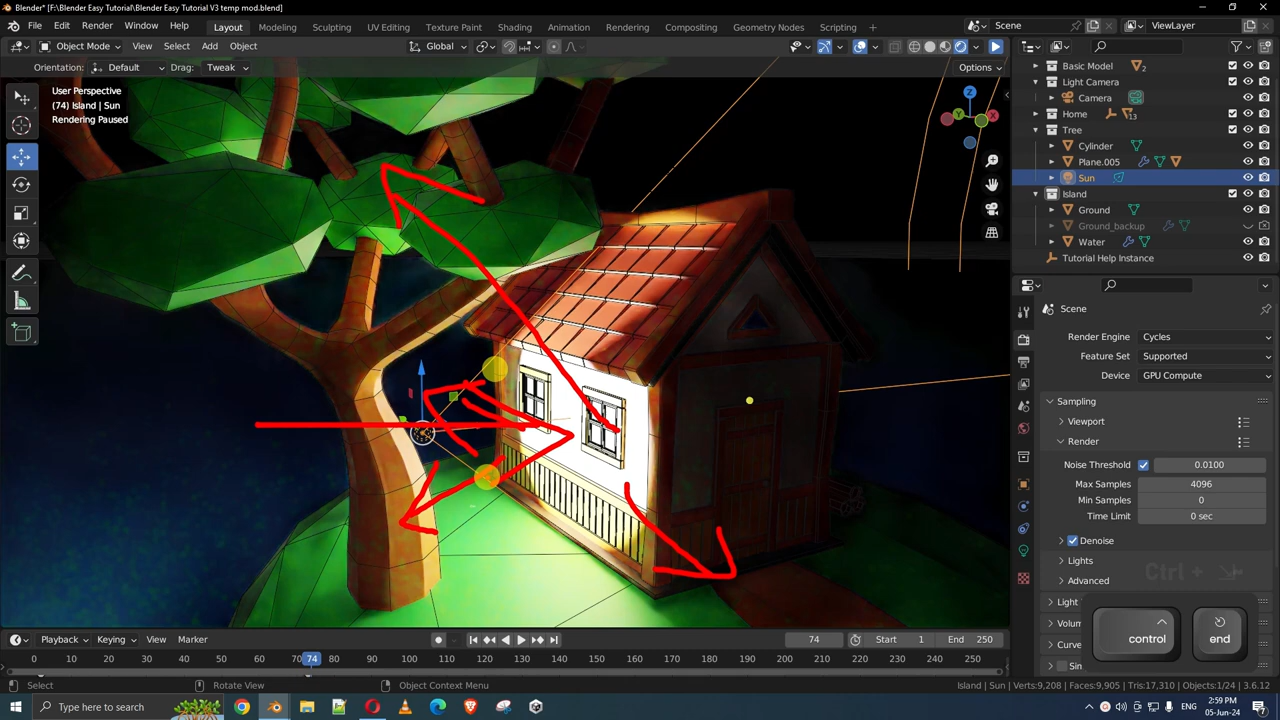 Blender* [F:\Blender Easy Tutorial\Blender Easy Tutorial V3 temp mod.blend]
File Edit Render Window Help Layout Modeling Sculpting UV Editing Texture Paint Shading Animation Rendering Compositing Geometry Nodes Scripting + Scene ViewLayer
Object Mode View Select Add Object Global
Orientation: Default Drag: Tweak Options
User Perspective
(74) Island | Sun
Rendering Paused
Z
Y
X
Basic Model 2
Light Camera
Camera
Home 13
Tree
Cylinder
Plane.005
Sun
Island
Ground
Ground_backup
Water
Tutorial Help Instance
Scene
Render Engine Cycles
Feature Set Supported
Device GPU Compute
Sampling
Viewport
Render
Noise Threshold 0.0100
Max Samples 4096
Min Samples 0
Time Limit 0 sec
Denoise
Lights
Advanced
Ctrl +
Light
Volum
Curve
Sin
control
end
Playback Keying View Marker 74 Start 1 End 250
0 10 20 30 40 50 60 70 74 80 90 100 110 120 130 140 150 160 170 180 190 200 210 220 230 240 250
Select Rotate View Object Context Menu Island | Sun | Verts:9,208 | Faces:9,905 | Tris:17,310 | Objects:1/24 | 3.6.12
Type here to search ENG 2:59 PM
05-Jun-24